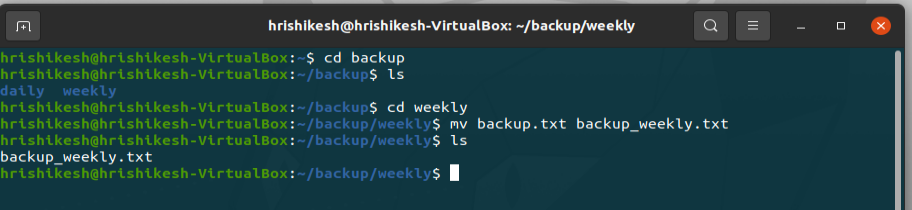 hrishikesh@hrishikesh-VirtualBox: ~/backup/weekly
hrishikesh@hrishikesh-VirtualBox:~$ cd backup
hrishikesh@hrishikesh-VirtualBox:~/backup$ ls
daily  weekly
hrishikesh@hrishikesh-VirtualBox:~/backup$ cd weekly
hrishikesh@hrishikesh-VirtualBox:~/backup/weekly$ mv backup.txt backup_weekly.txt
hrishikesh@hrishikesh-VirtualBox:~/backup/weekly$ ls
backup_weekly.txt
hrishikesh@hrishikesh-VirtualBox:~/backup/weekly$